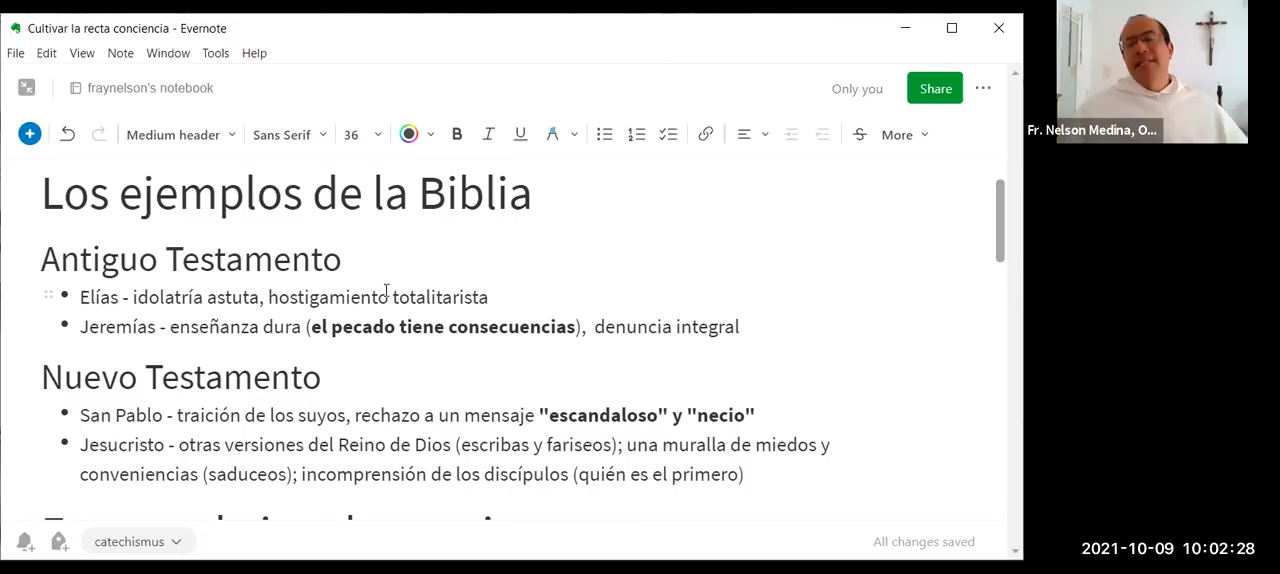 Cultivar la recta conciencia - Evernote
File Edit View Note Window Tools Help
fraynelson's notebook
Only you
Share
Medium header
Sans Serif
36
B I U
More
Los ejemplos de la Biblia
Antiguo Testamento
Elías - idolatría astuta, hostigamiento totalitarista
Jeremías - enseñanza dura (el pecado tiene consecuencias), denuncia integral
Nuevo Testamento
San Pablo - traición de los suyos, rechazo a un mensaje "escandaloso" y "necio"
Jesucristo - otras versiones del Reino de Dios (escribas y fariseos); una muralla de miedos y
conveniencias (saduceos); incomprensión de los discípulos (quién es el primero)
catechismus
All changes saved
Fr. Nelson Medina, O...
2021-10-09 10:02:28